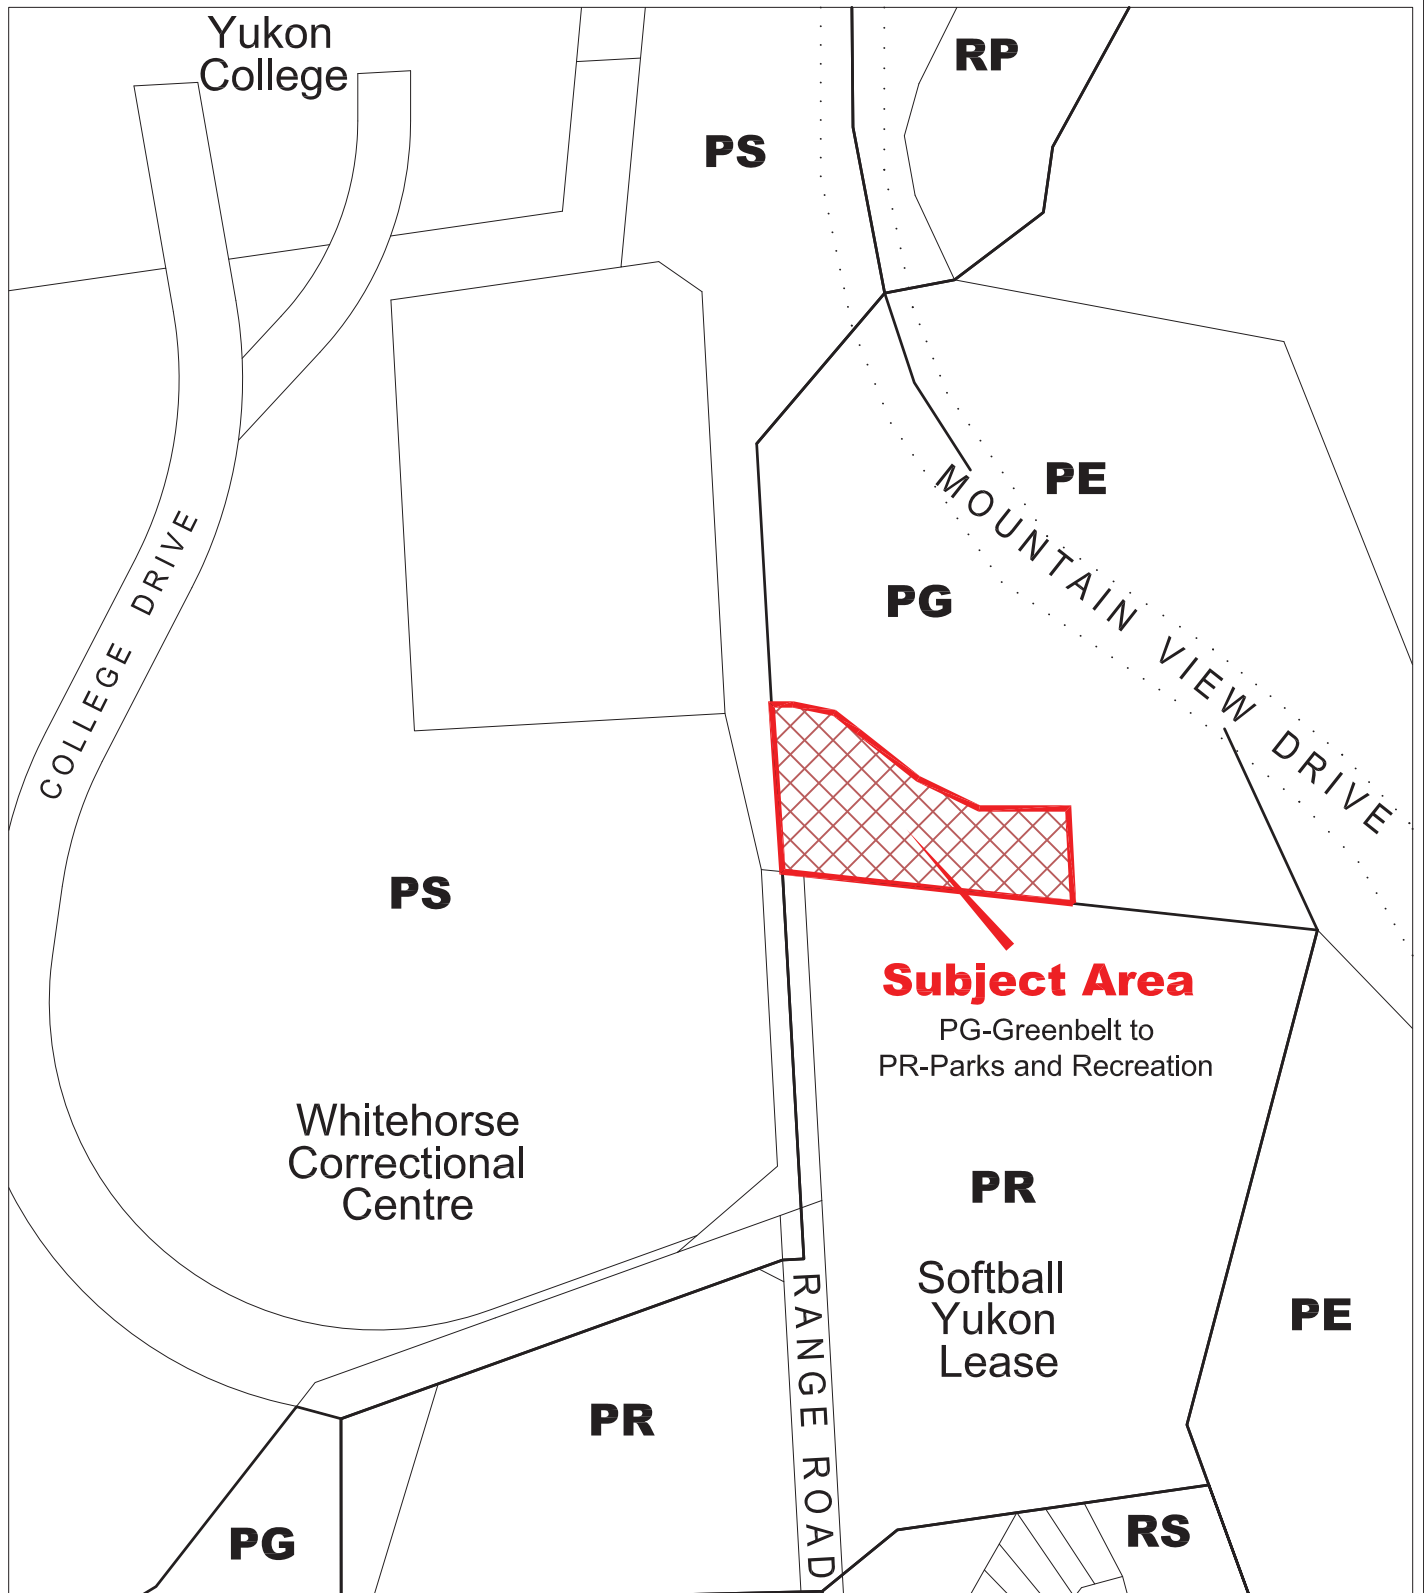 Yukon
College
RP
PS
PE
MOUNTAIN VIEW DRIVE
PG
COLLEGE DRIVE
PS
Subject Area
PG-Greenbelt to
PR-Parks and Recreation
Whitehorse
Correctional
Centre
PR
Softball
Yukon
Lease
PE
RANGE ROAD
PR
PG
RS